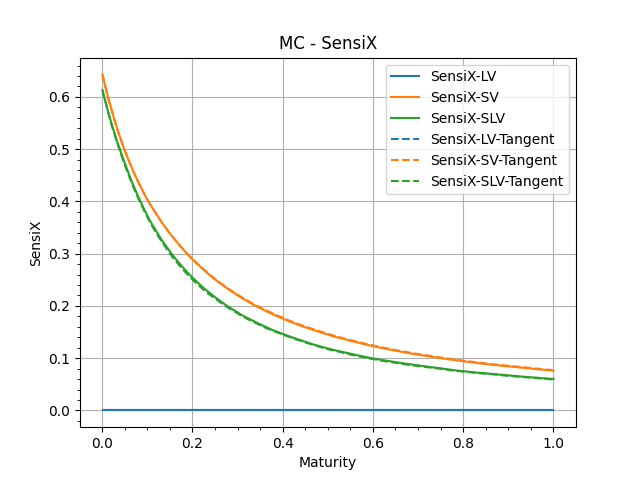 MC - SensiX
SensiX-LV
SensiX-SV
SensiX-SLV
SensiX-LV-Tangent
SensiX-SV-Tangent
SensiX-SLV-Tangent
SensiX
0.6
0.5
0.4
0.3
0.2
0.1
0.0
0.0 0.2 0.4 0.6 0.8 1.0
Maturity